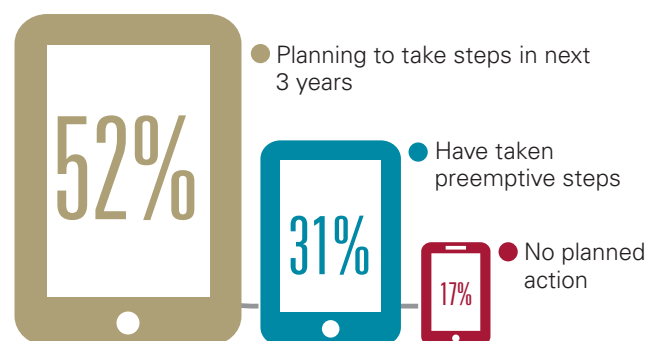 52%
Planning to take steps in next
3 years
31%
Have taken
preemptive steps
17%
No planned
action